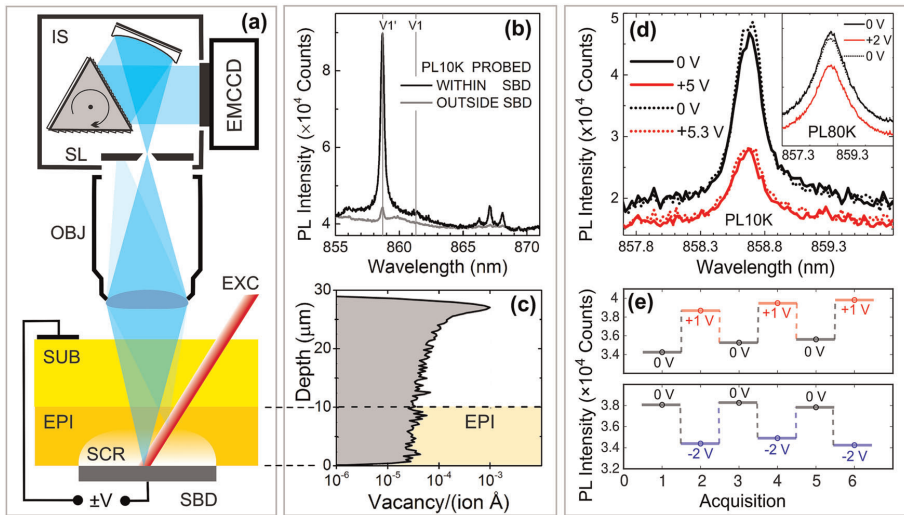 (a)
IS
EMCCD
SL
OBJ
EXC
SUB
EPI
SCR
±V
SBD
(b)
V1'
V1
PL10K PROBED
WITHIN SBD
OUTSIDE SBD
PL Intensity (×10⁴ Counts)
8
6
4
855
860
865
870
Wavelength (nm)
(c)
30
20
10
0
Depth (μm)
EPI
10⁻⁶
10⁻⁵
10⁻⁴
10⁻³
Vacancy/(ion Å)
(d)
PL Intensity (x10⁴ Counts)
5
4
3
2
0 V
+5 V
0 V
+5.3 V
PL10K
857.8
858.3
858.8
859.3
Wavelength (nm)
0 V
+2 V
0 V
PL80K
857.3
859.3
(e)
PL Intensity (×10⁴ Counts)
4
3.8
3.6
3.4
0 V
+1 V
0 V
+1 V
0 V
+1 V
3.8
3.6
3.4
3.2
0 V
-2 V
0 V
-2 V
0 V
-2 V
0
1
2
3
4
5
6
Acquisition